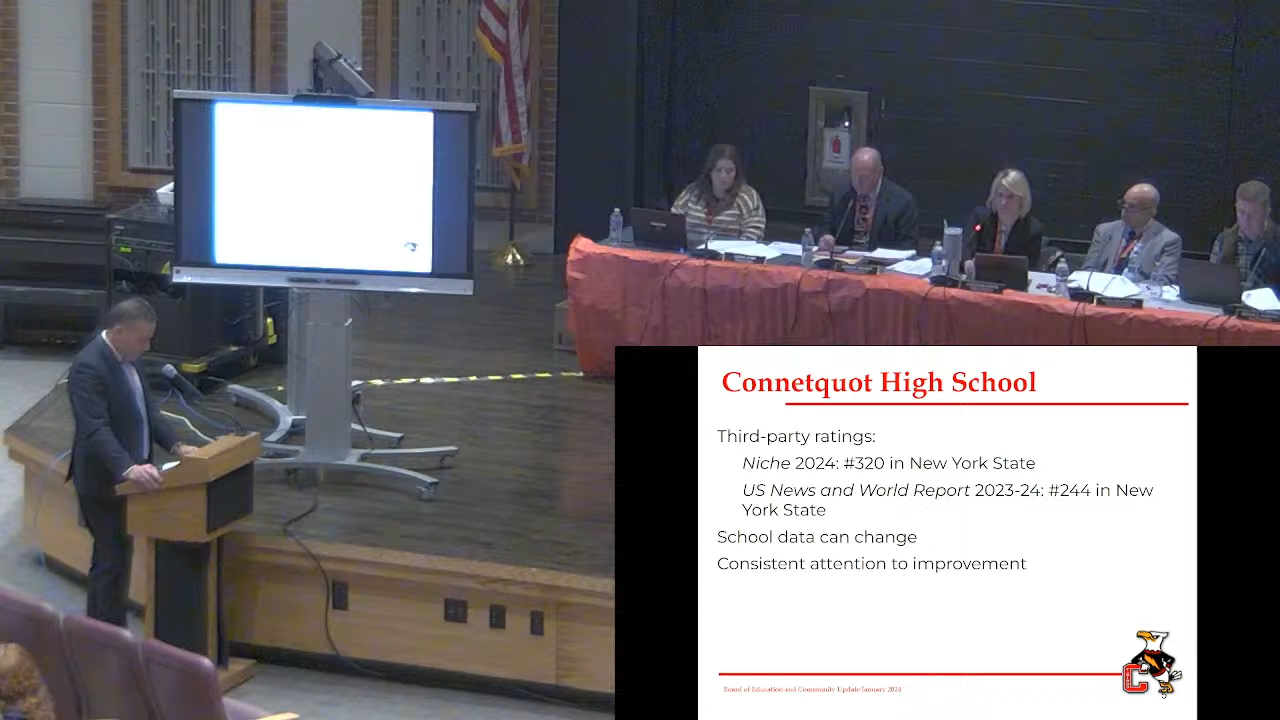 Connetquot High School
Third-party ratings:
Niche 2024: #320 in New York State
US News and World Report 2023-24: #244 in New
York State
School data can change
Consistent attention to improvement
C
Board of Education and Community Update January 2024